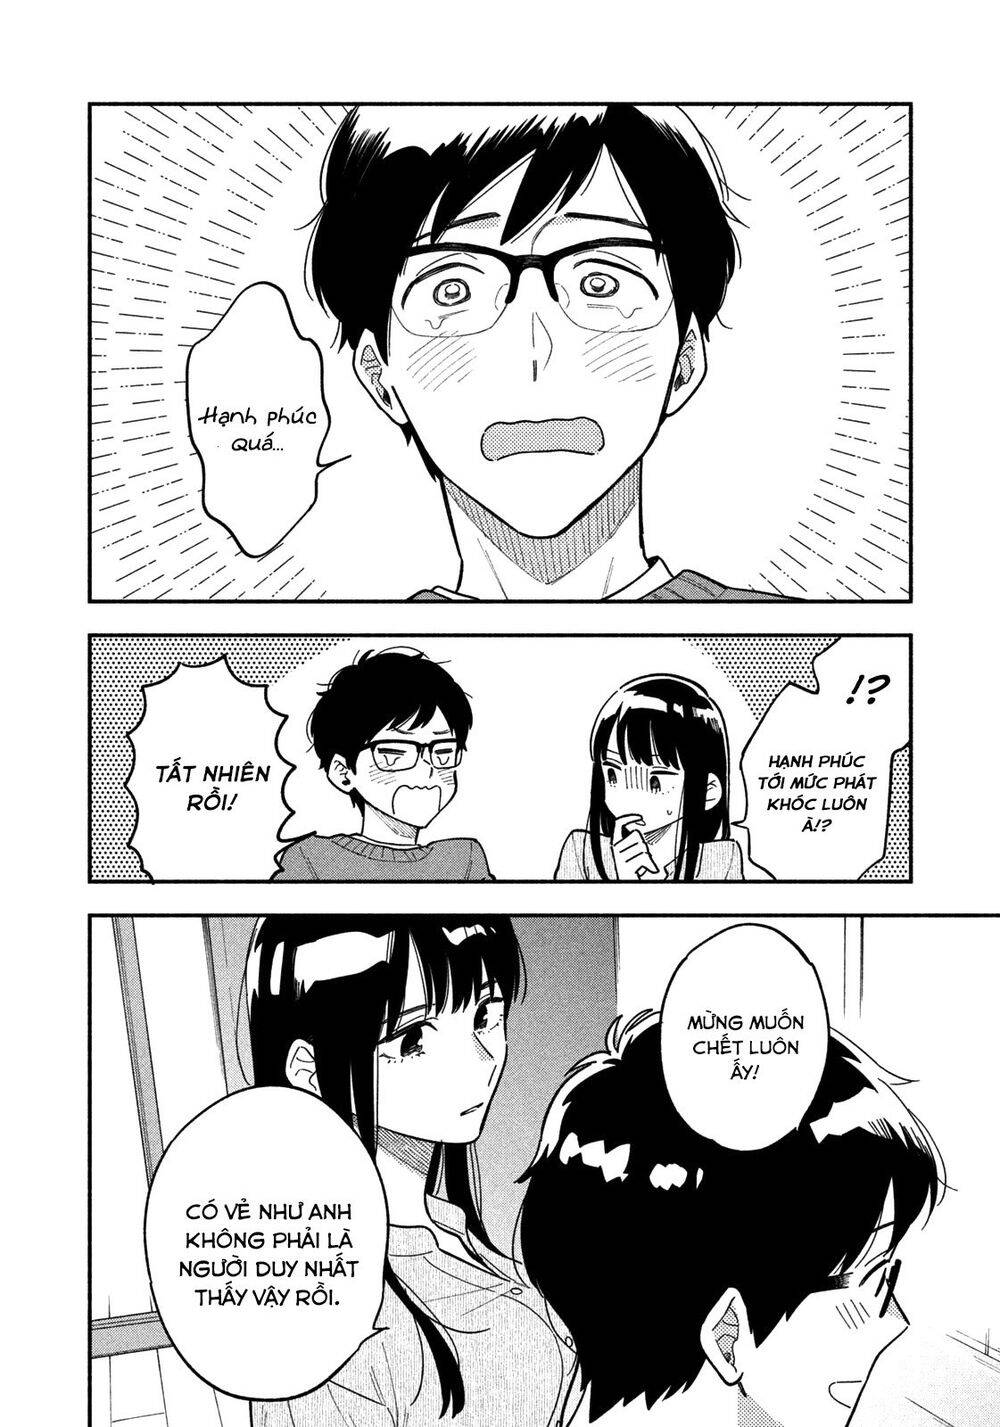 Hạnh phúc
quá...
!?
HẠNH PHÚC
TỚI MỨC PHÁT
KHÓC LUÔN
À!?
TẤT NHIÊN
RỒI!
MỪNG MUỐN
CHẾT LUÔN
ẤY!
CÓ VẺ NHƯ ANH
KHÔNG PHẢI LÀ
NGƯỜI DUY NHẤT
THẤY VẬY RỒI.